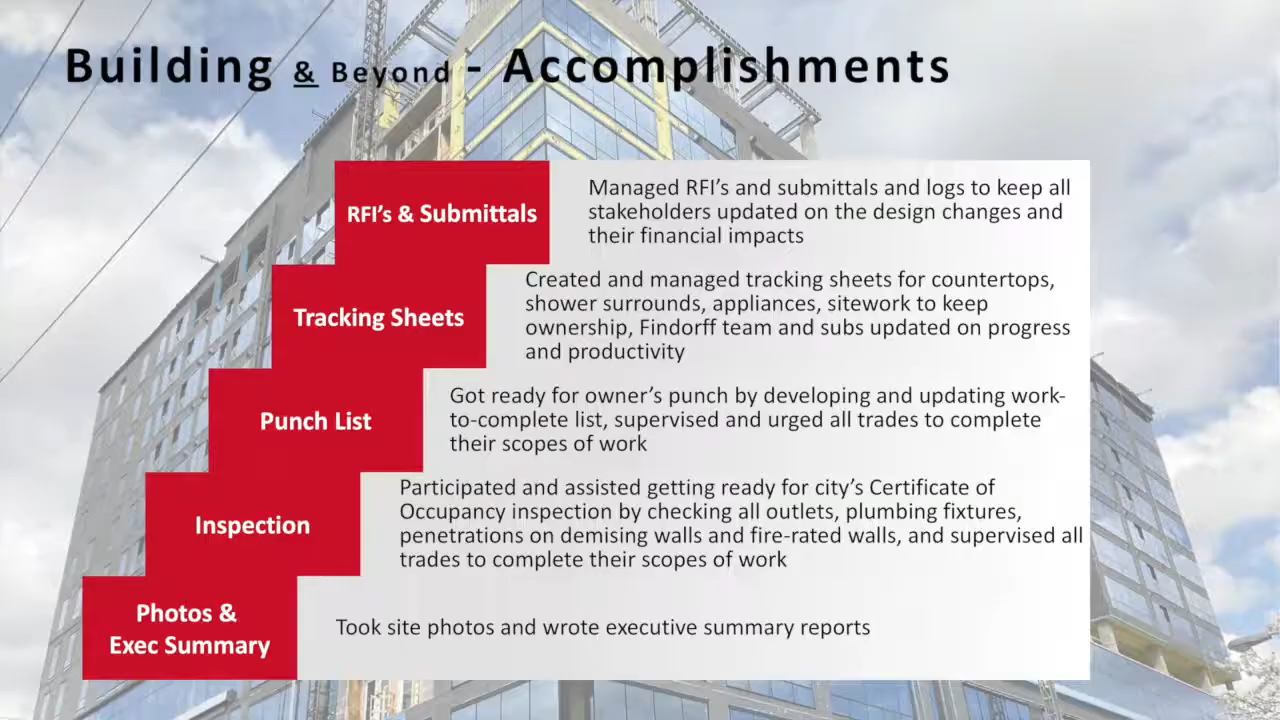 Building & Beyond - Accomplishments
RFI's & Submittals
Managed RFI's and submittals and logs to keep all
stakeholders updated on the design changes and
their financial impacts
Tracking Sheets
Created and managed tracking sheets for countertops,
shower surrounds, appliances, sitework to keep
ownership, Findorff team and subs updated on progress
and productivity
Punch List
Got ready for owner's punch by developing and updating work-
to-complete list, supervised and urged all trades to complete
their scopes of work
Inspection
Participated and assisted getting ready for city's Certificate of
Occupancy inspection by checking all outlets, plumbing fixtures,
penetrations on demising walls and fire-rated walls, and supervised all
trades to complete their scopes of work
Photos &
Exec Summary
Took site photos and wrote executive summary reports